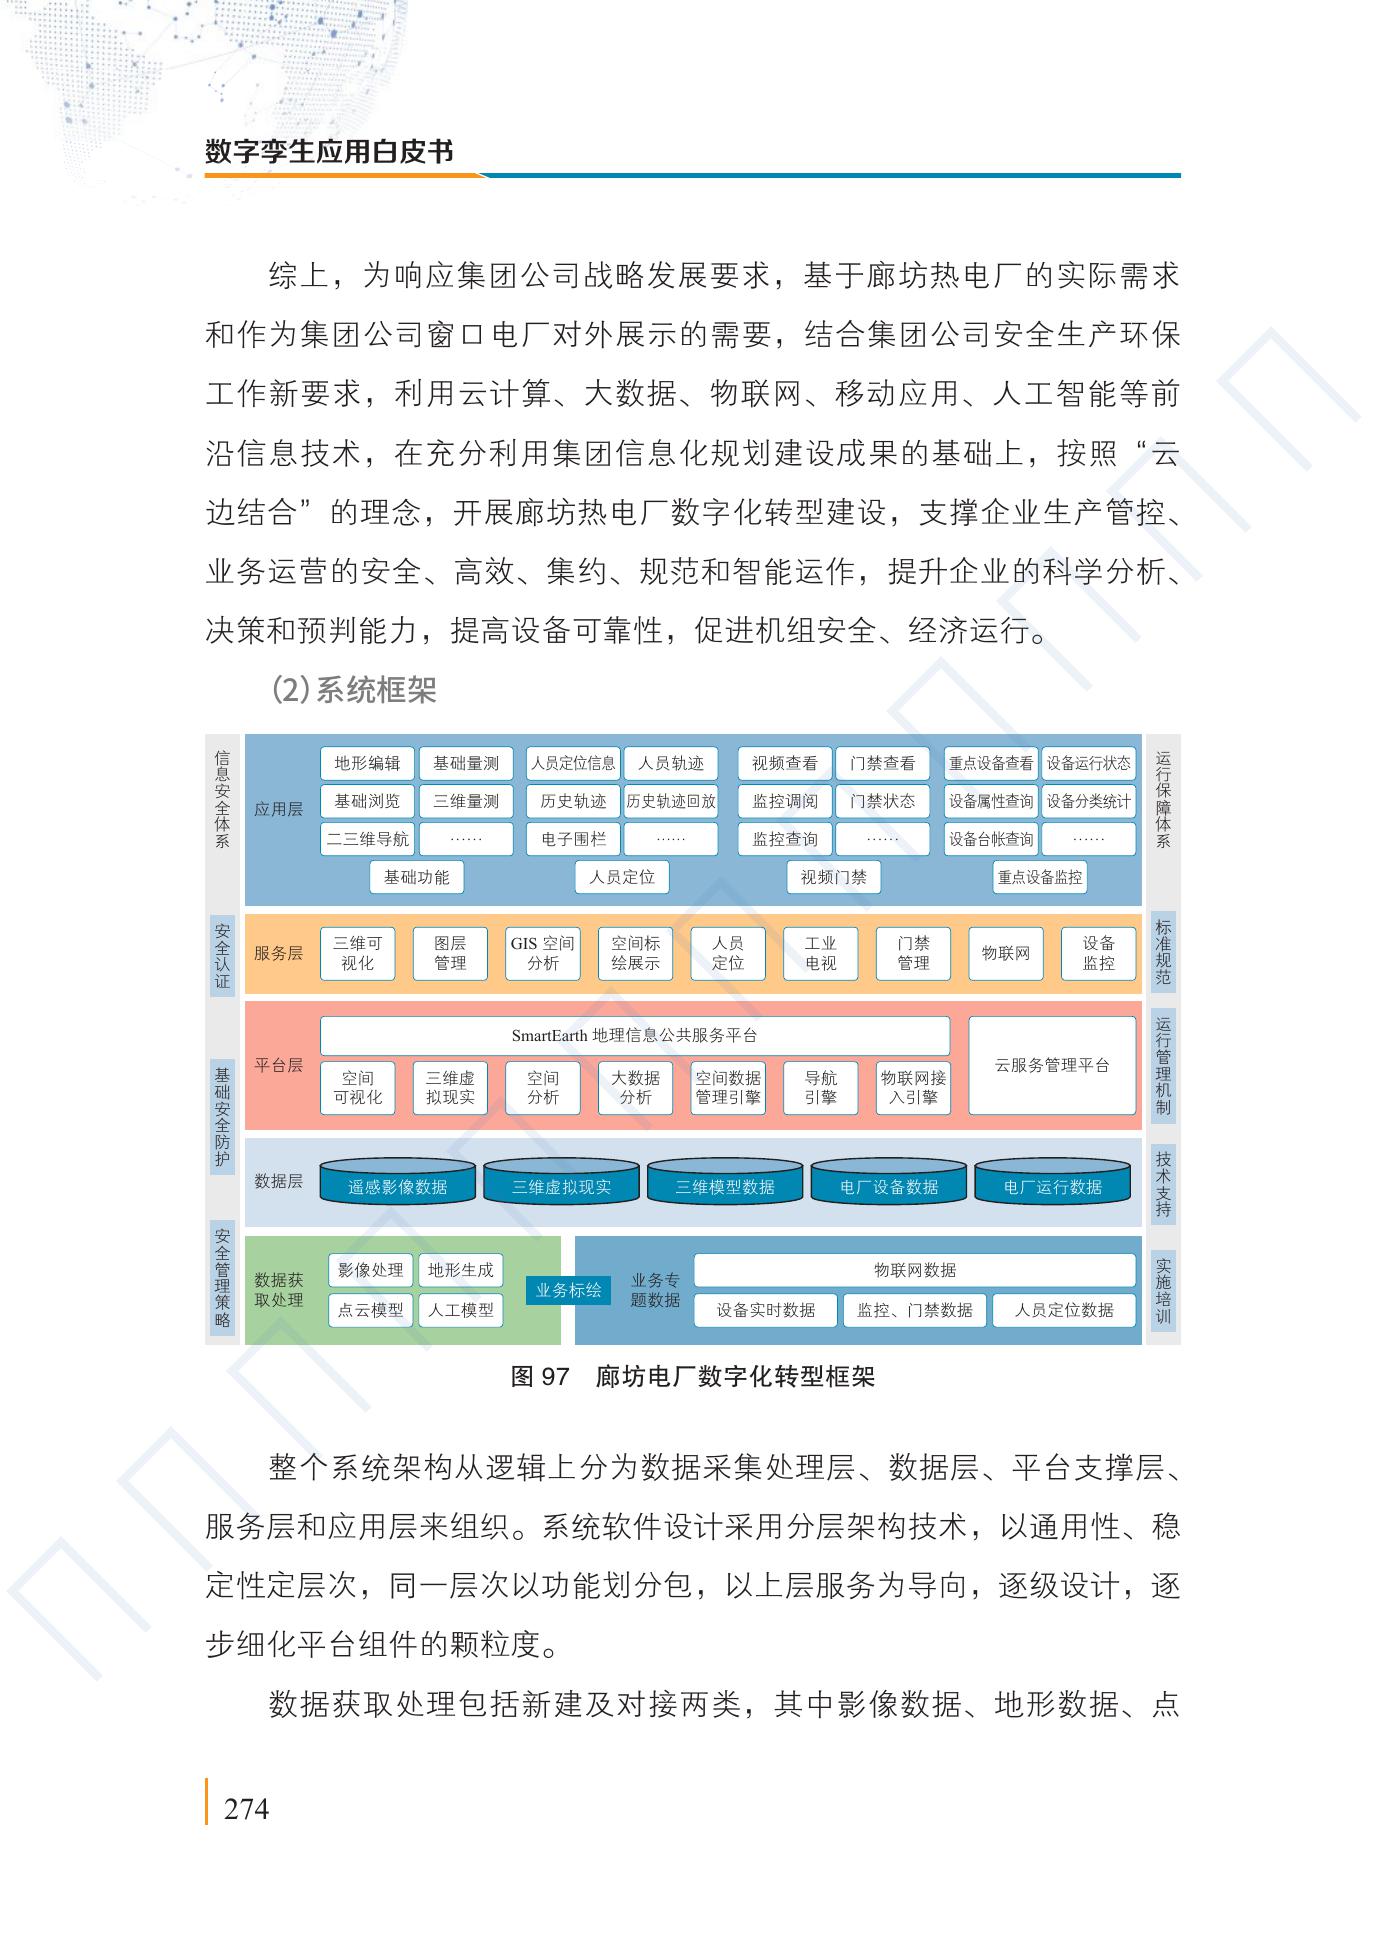 数字孪生应用白皮书
综上，为响应集团公司战略发展要求，基于廊坊热电厂的实际需求
和作为集团公司窗口电厂对外展示的需要，结合集团公司安全生产环保
工作新要求，利用云计算、大数据、物联网、移动应用、人工智能等前
沿信息技术，在充分利用集团信息化规划建设成果的基础上，按照“云
边结合”的理念，开展廊坊热电厂数字化转型建设，支撑企业生产管控、
业务运营的安全、高效、集约、规范和智能运作，提升企业的科学分析、
决策和预判能力，提高设备可靠性，促进机组安全、经济运行。
（2）系统框架
信息安全体系
安全认证
基础安全防护
安全管理策略
应用层
地形编辑 基础量测 人员定位信息 人员轨迹 视频查看 门禁查看 重点设备查看 设备运行状态
基础浏览 三维量测 历史轨迹 历史轨迹回放 监控调阅 门禁状态 设备属性查询 设备分类统计
二三维导航 …… 电子围栏 …… 监控查询 …… 设备台帐查询 ……
基础功能 人员定位 视频门禁 重点设备监控
服务层
三维可
视化
图层
管理
GIS 空间
分析
空间标
绘展示
人员
定位
工业
电视
门禁
管理
物联网
设备
监控
平台层
SmartEarth 地理信息公共服务平台
空间
可视化
三维虚
拟现实
空间
分析
大数据
分析
空间数据
管理引擎
导航
引擎
物联网接
入引擎
云服务管理平台
数据层
遥感影像数据 三维虚拟现实 三维模型数据 电厂设备数据 电厂运行数据
数据获
取处理
影像处理 地形生成
点云模型 人工模型
业务标绘
业务专
题数据
物联网数据
设备实时数据 监控、门禁数据 人员定位数据
运行保障体系
标准规范
运行管理机制
技术支持
实施培训
图 97 廊坊电厂数字化转型框架
整个系统架构从逻辑上分为数据采集处理层、数据层、平台支撑层、
服务层和应用层来组织。系统软件设计采用分层架构技术，以通用性、稳
定性定层次，同一层次以功能划分包，以上层服务为导向，逐级设计，逐
步细化平台组件的颗粒度。
数据获取处理包括新建及对接两类，其中影像数据、地形数据、点
274